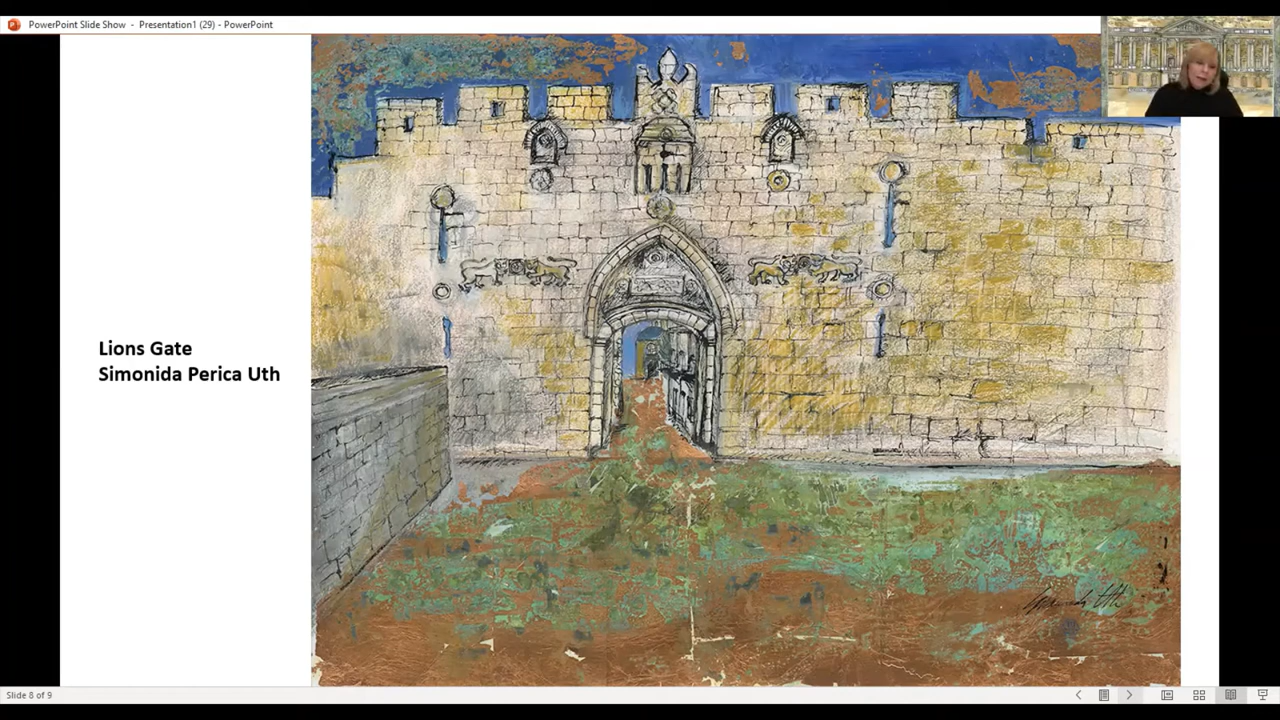 PowerPoint Slide Show - Presentation1 (29) - PowerPoint
Lions Gate
Simonida Perica Uth
Slide 8 of 9